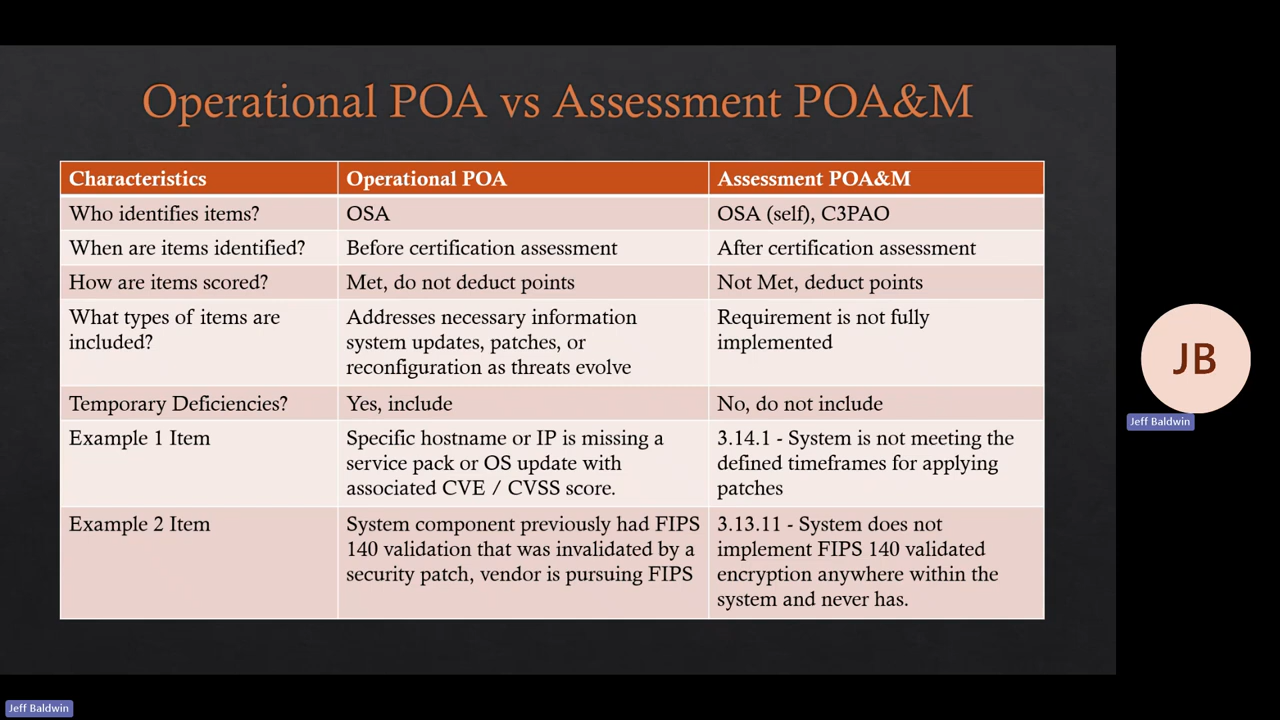 Operational POA vs Assessment POA&M
Characteristics
Operational POA
Assessment POA&M
Who identifies items?
OSA
OSA (self), C3PAO
When are items identified?
Before certification assessment
After certification assessment
How are items scored?
Met, do not deduct points
Not Met, deduct points
What types of items are
included?
Addresses necessary information
system updates, patches, or
reconfiguration as threats evolve
Requirement is not fully
implemented
Temporary Deficiencies?
Yes, include
No, do not include
Example 1 Item
Specific hostname or IP is missing a
service pack or OS update with
associated CVE / CVSS score.
3.14.1 - System is not meeting the
defined timeframes for applying
patches
Example 2 Item
System component previously had FIPS
140 validation that was invalidated by a
security patch, vendor is pursuing FIPS
3.13.11 - System does not
implement FIPS 140 validated
encryption anywhere within the
system and never has.
JB
Jeff Baldwin
Jeff Baldwin